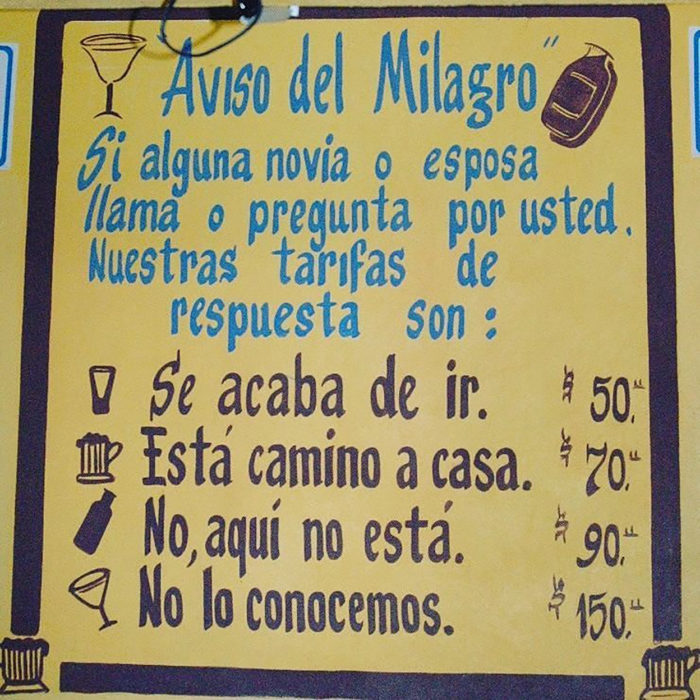 "Aviso del Milagro"
Si alguna novia o esposa
llama o pregunta por usted.
Nuestras tarifas de
respuesta son:
Se acaba de ir. $ 50.
Está camino a casa. $ 70.
No, aquí no está. $ 90.
No lo conocemos. $ 150.